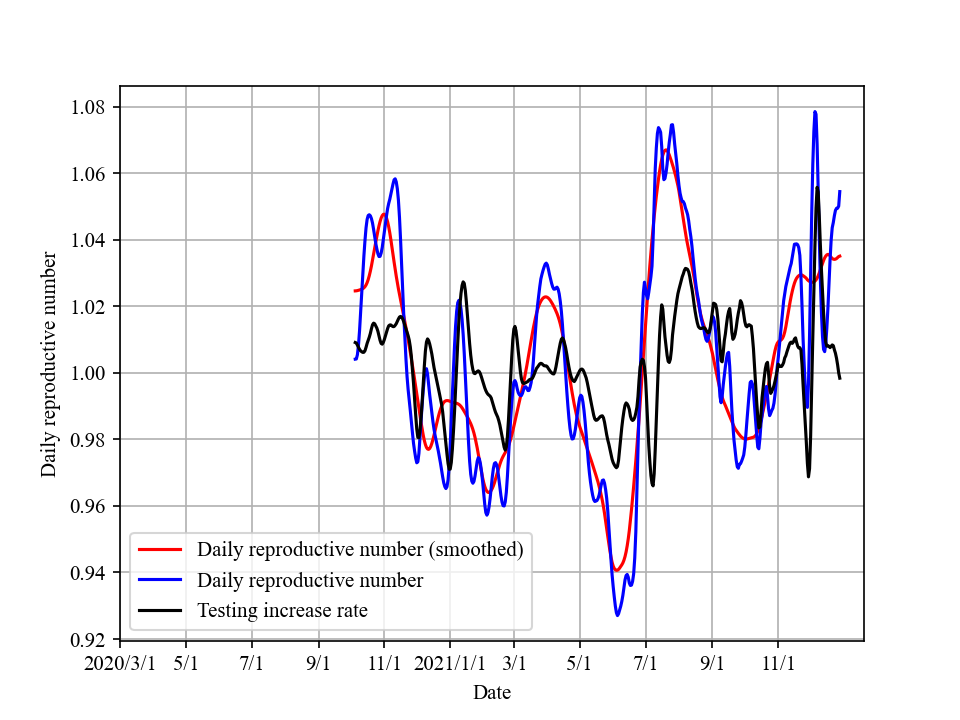 1.08
1.06
1.04
1.02
1.00
0.98
0.96
0.94
0.92
Daily reproductive number
Daily reproductive number (smoothed)
Daily reproductive number
Testing increase rate
2020/3/1 5/1 7/1 9/1 11/1 2021/1/1 3/1 5/1 7/1 9/1 11/1
Date